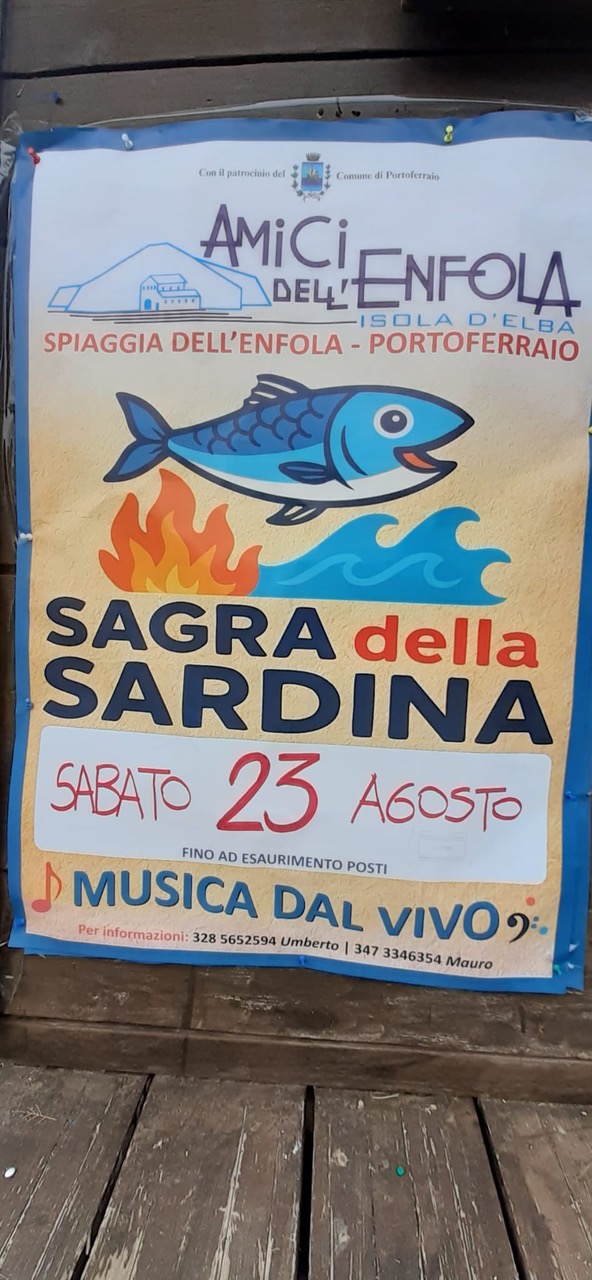 Con il patrocinio del Comune di Portoferraio
AMiCi
DELL'ENFOLA
ISOLA D'ELBA
SPIAGGIA DELL'ENFOLA - PORTOFERRAIO
SAGRA della
SARDINA
SABATO 23 AGOSTO
FINO AD ESAURIMENTO POSTI
MUSICA DAL VIVO
Per informazioni: 328 5652594 Umberto | 347 3346354 Mauro